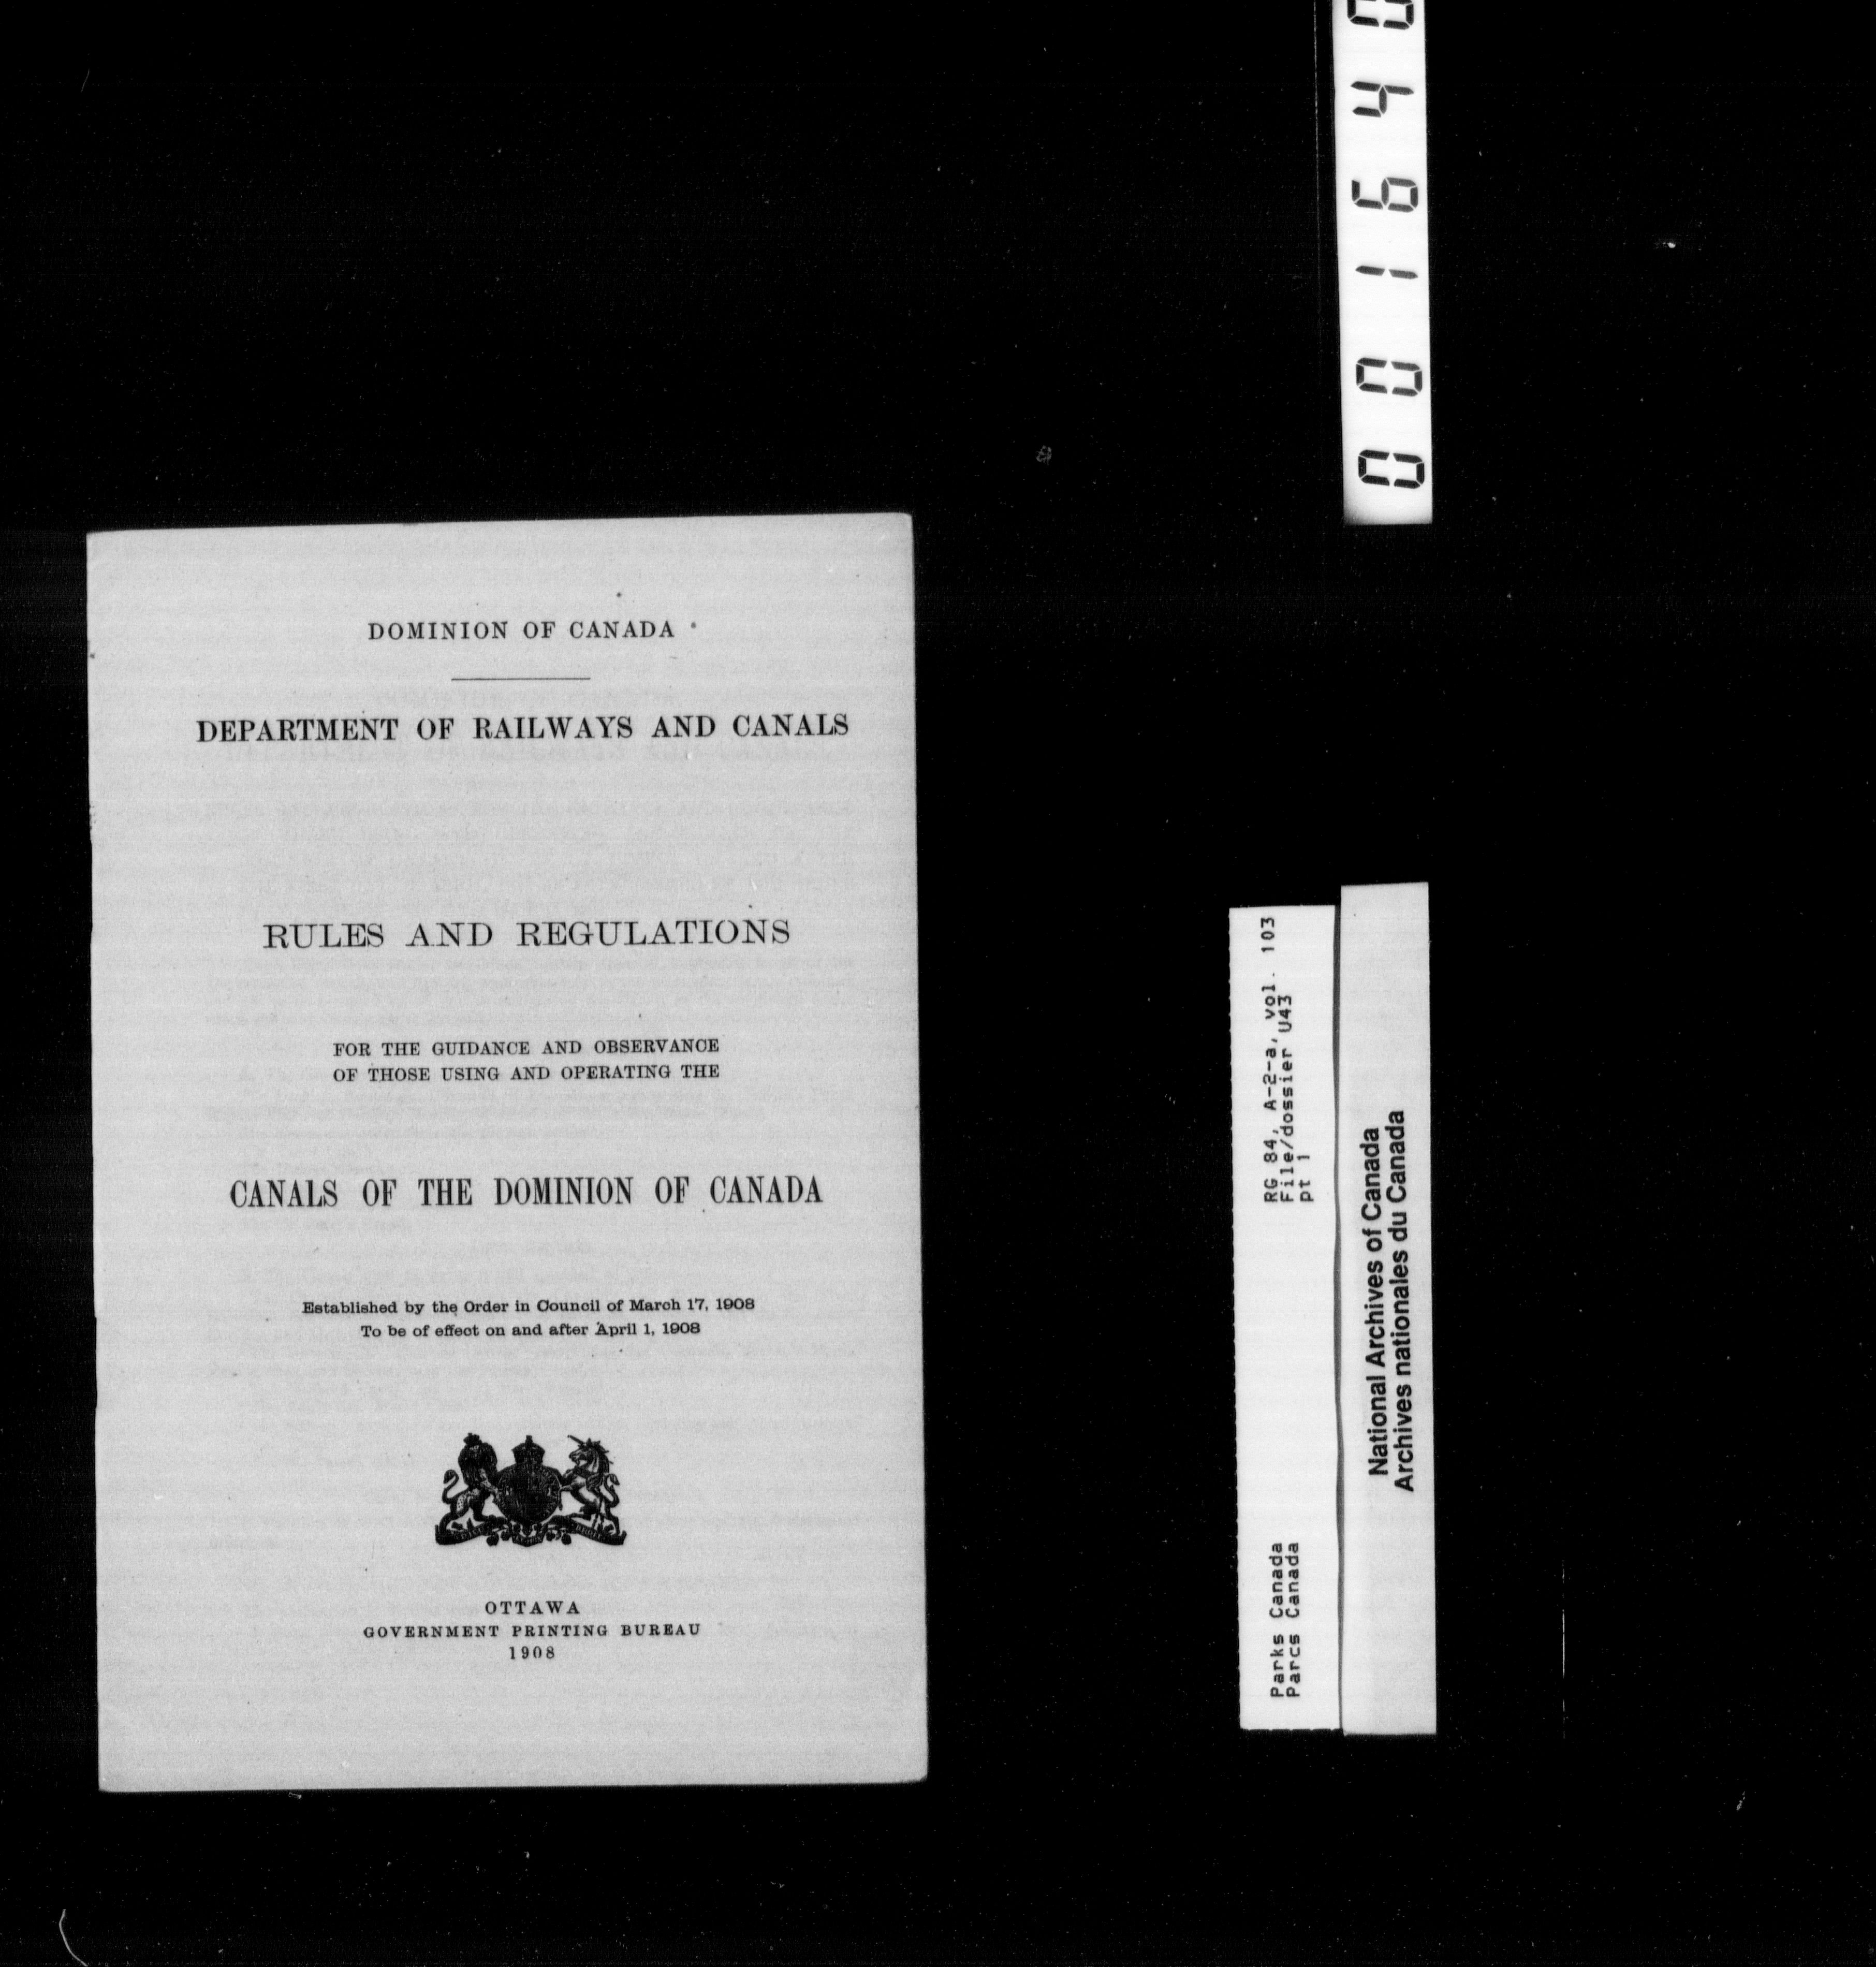 DOMINION OF CANADA
DEPARTMENT OF RAILWAYS AND CANALS
RULES AND REGULATIONS
FOR THE GUIDANCE AND OBSERVANCE
OF THOSE USING AND OPERATING THE
CANALS OF THE DOMINION OF CANADA
Established by the Order in Council of March 17, 1908
To be of effect on and after April 1, 1908
OTTAWA
GOVERNMENT PRINTING BUREAU
1908
001640
RG 84, A-2-a, vol. 103
File/dossier U43
pt 1
Parks Canada
Parcs Canada
National Archives of Canada
Archives nationales du Canada